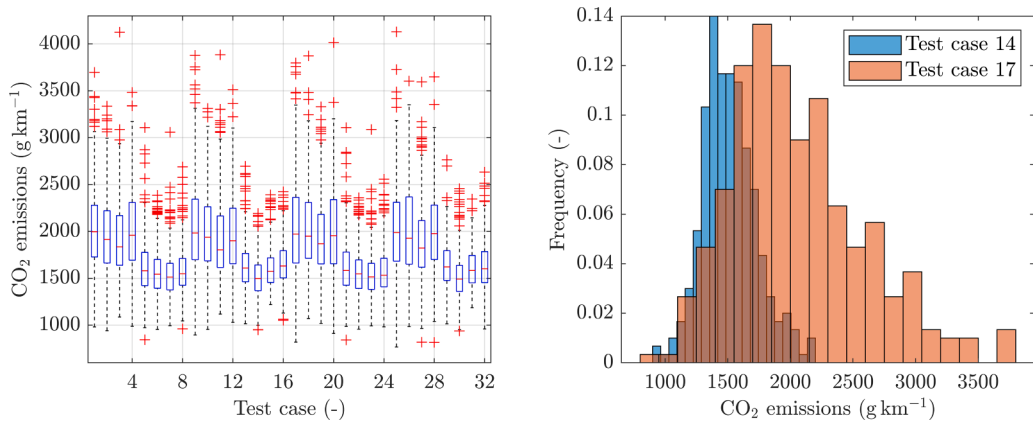 4000
3500
3000
2500
2000
1500
1000
CO₂ emissions (g km⁻¹)
4 8 12 16 20 24 28 32
Test case (-)
0.14
0.12
0.1
0.08
0.06
0.04
0.02
0
Frequency (-)
Test case 14
Test case 17
1000 1500 2000 2500 3000 3500
CO₂ emissions (g km⁻¹)